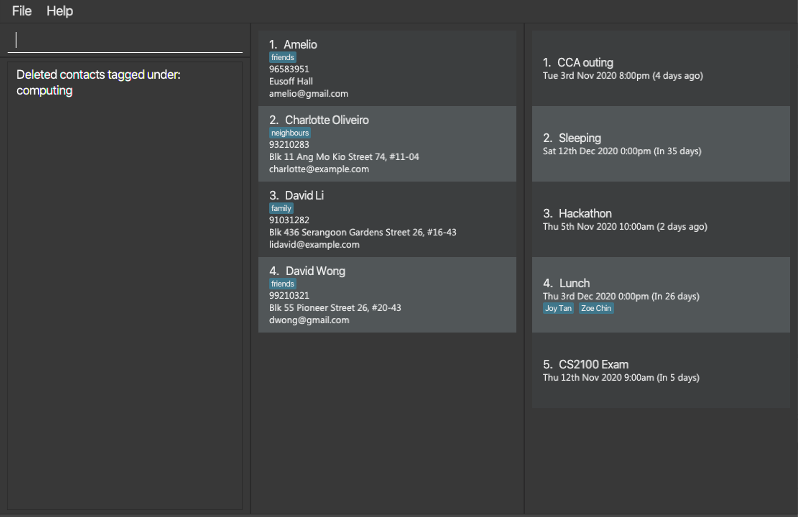 File Help
Deleted contacts tagged under:
computing
1. Amelio
friends
96583951
Eusoff Hall
amelio@gmail.com
2. Charlotte Oliveiro
neighbours
93210283
Blk 11 Ang Mo Kio Street 74, #11-04
charlotte@example.com
3. David Li
family
91031282
Blk 436 Serangoon Gardens Street 26, #16-43
lidavid@example.com
4. David Wong
friends
99210321
Blk 55 Pioneer Street 26, #20-43
dwong@gmail.com
1. CCA outing
Tue 3rd Nov 2020 8:00pm (4 days ago)
2. Sleeping
Sat 12th Dec 2020 0:00pm (In 35 days)
3. Hackathon
Thu 5th Nov 2020 10:00am (2 days ago)
4. Lunch
Thu 3rd Dec 2020 0:00pm (In 26 days)
Joy Tan Zoe Chin
5. CS2100 Exam
Thu 12th Nov 2020 9:00am (In 5 days)